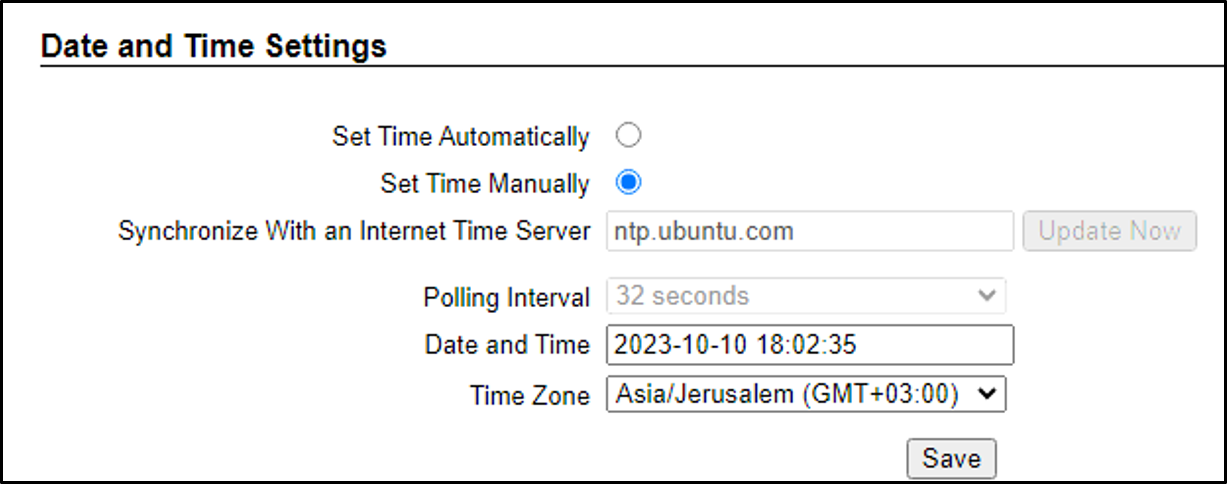 Date and Time Settings
Set Time Automatically
Set Time Manually
Synchronize With an Internet Time Server ntp.ubuntu.com Update Now
Polling Interval 32 seconds
Date and Time 2023-10-10 18:02:35
Time Zone Asia/Jerusalem (GMT+03:00)
Save